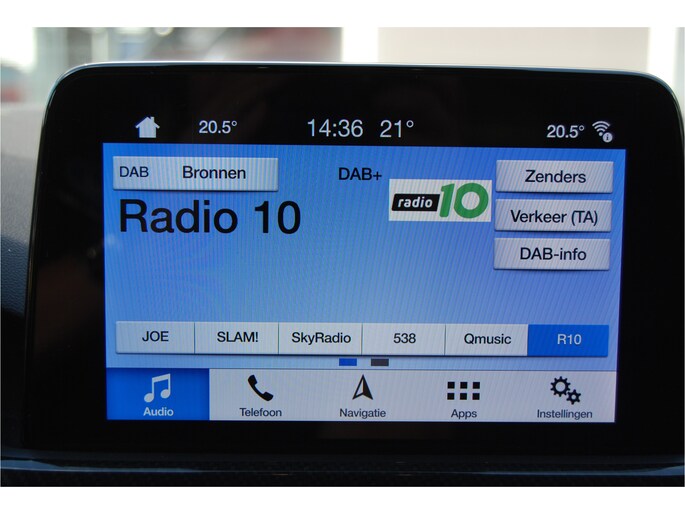 20.5° 14:36 21° 20.5°
DAB Bronnen DAB+ radio 10 Zenders
Radio 10 Verkeer (TA)
DAB-info
JOE SLAM! SkyRadio 538 Qmusic R10
Audio Telefoon Navigatie Apps Instellingen